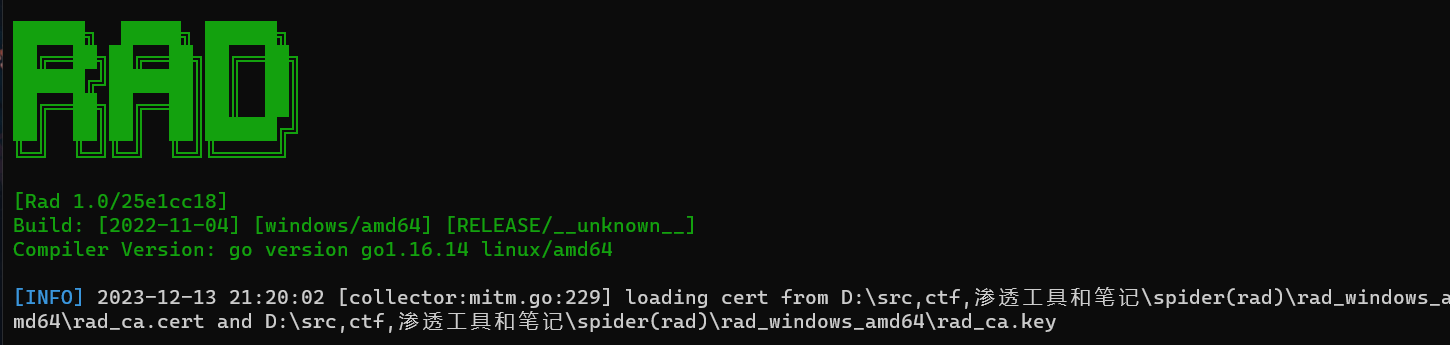 RAD
[Rad 1.0/25e1cc18]
Build: [2022-11-04] [windows/amd64] [RELEASE/__unknown__]
Compiler Version: go version go1.16.14 linux/amd64
[INFO] 2023-12-13 21:20:02 [collector:mitm.go:229] loading cert from D:\src,ctf,渗透工具和笔记\spider(rad)\rad_windows_a
md64\rad_ca.cert and D:\src,ctf,渗透工具和笔记\spider(rad)\rad_windows_amd64\rad_ca.key